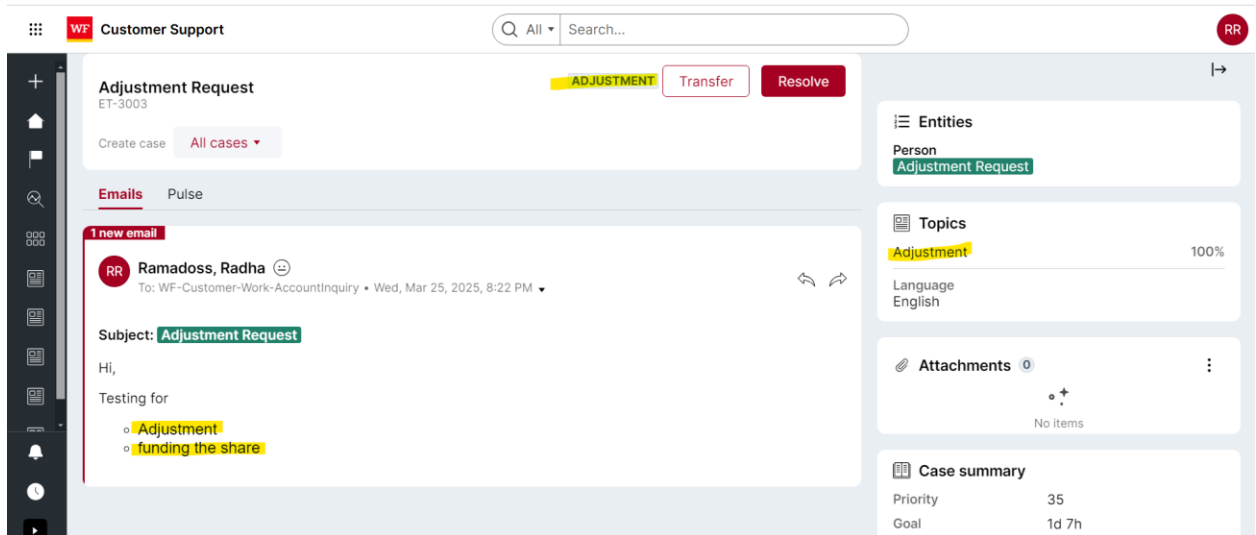 WF Customer Support
All
Search...
RR
Adjustment Request
ET-3003
ADJUSTMENT
Transfer
Resolve
Create case
All cases
Emails
Pulse
1 new email
RR
Ramadoss, Radha
To: WF-Customer-Work-AccountInquiry • Wed, Mar 25, 2025, 8:22 PM
Subject: Adjustment Request
Hi,
Testing for
Adjustment
funding the share
Entities
Person
Adjustment Request
Topics
Adjustment 100%
Language
English
Attachments 0
No items
Case summary
Priority 35
Goal 1d 7h